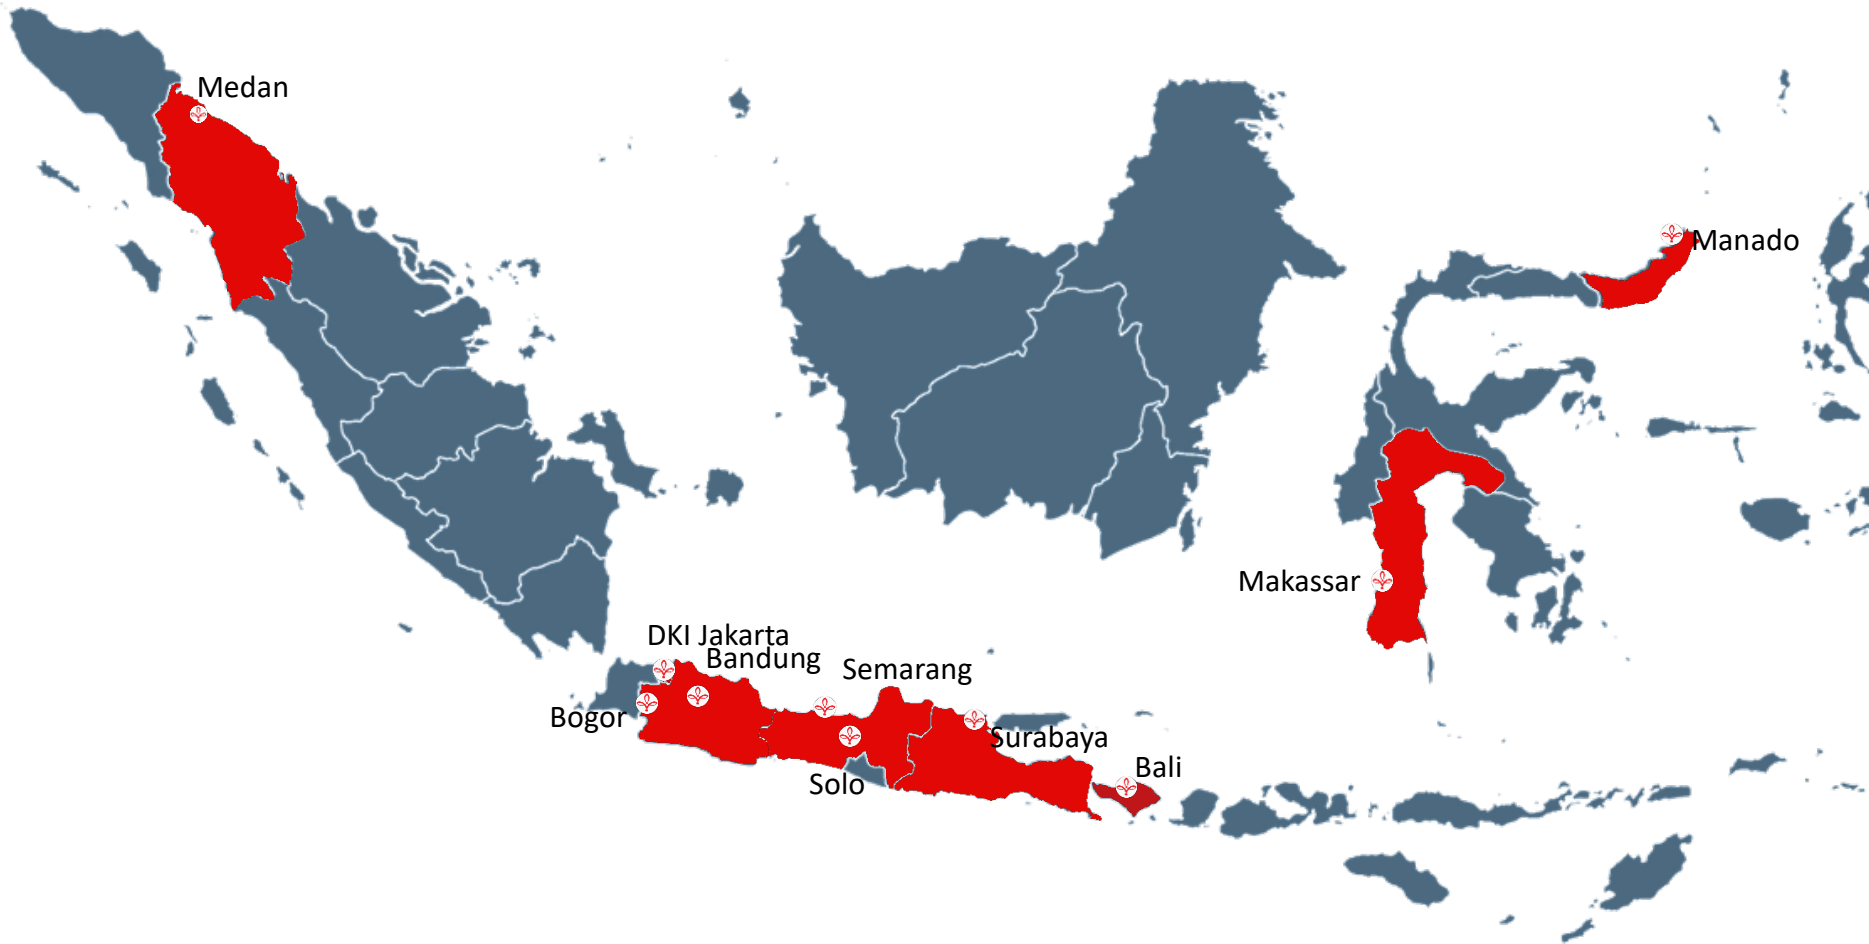 Medan
Manado
Makassar
DKI Jakarta
Bandung
Semarang
Bogor
Surabaya
Bali
Solo